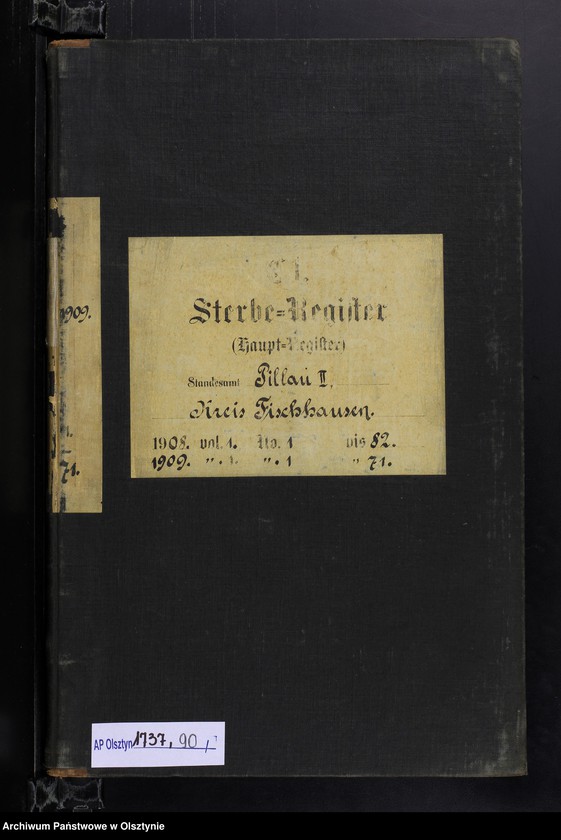 1909.
71.
C 1.
Sterbe=Register
(Haupt=Register)
Standesamt Pillau II,
Kreis Fischhausen.
1908. vol. 1. No. 1 bis 82.
1909. " . 1. " . 1 " 71.
AP Olsztyn 1737, 90,
Archiwum Państwowe w Olsztynie